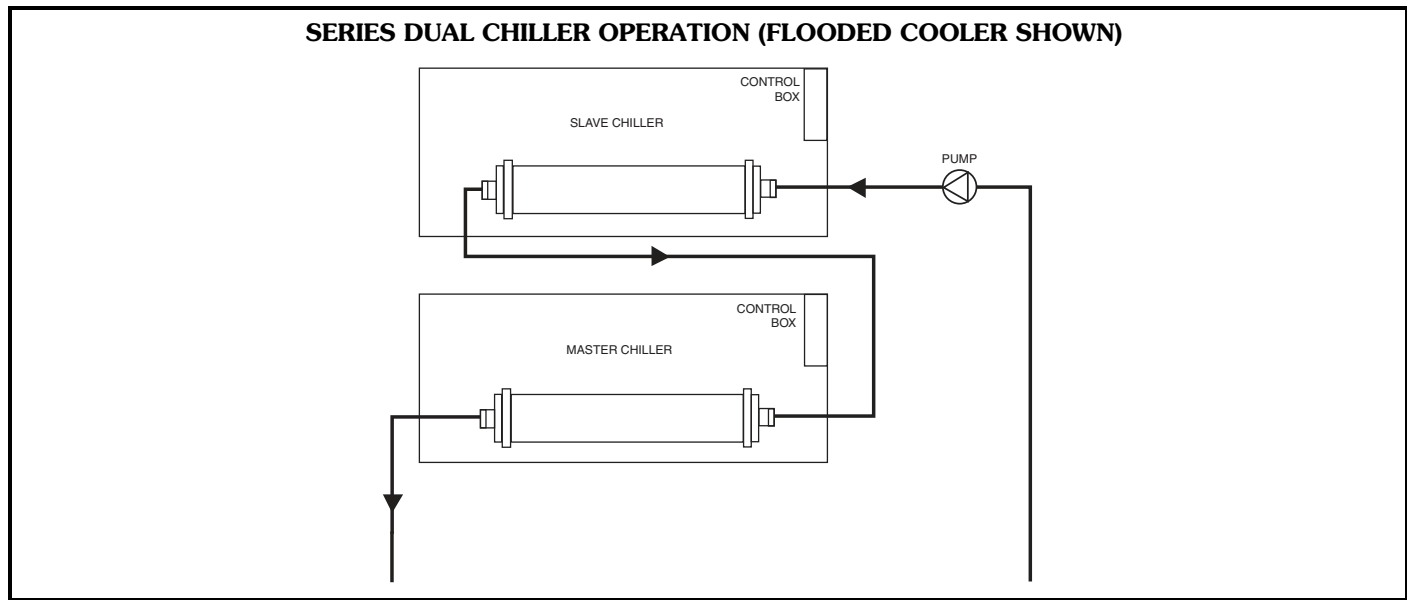 SERIES DUAL CHILLER OPERATION (FLOODED COOLER SHOWN)
CONTROL
BOX
SLAVE CHILLER
PUMP
CONTROL
BOX
MASTER CHILLER